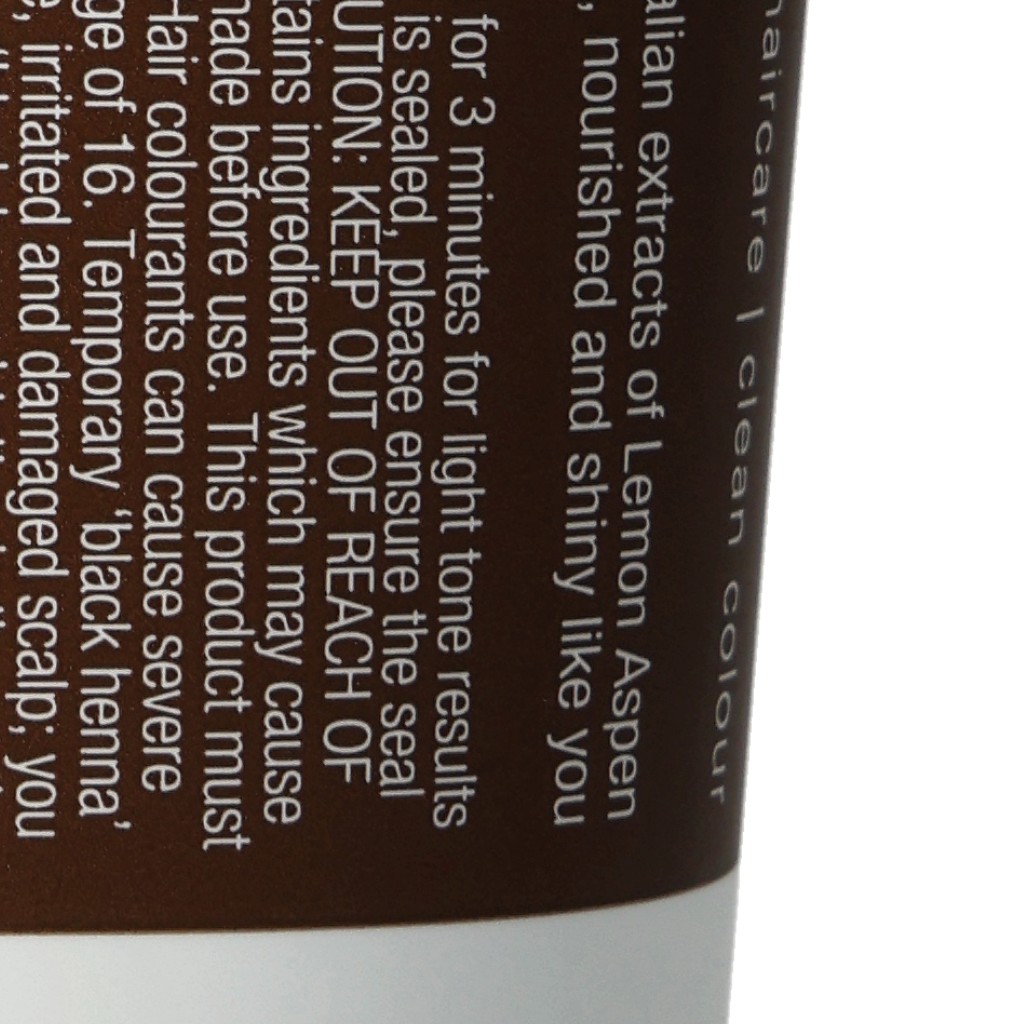 haircare | clean colour
alian extracts of Lemon Aspen
, nourished and shiny like you
for 3 minutes for light tone results
is sealed, please ensure the seal
UTION: KEEP OUT OF REACH OF
tains ingredients which may cause
made before use. This product must
Hair colourants can cause severe
ge of 16. Temporary 'black henna'
irritated and damaged scalp; you